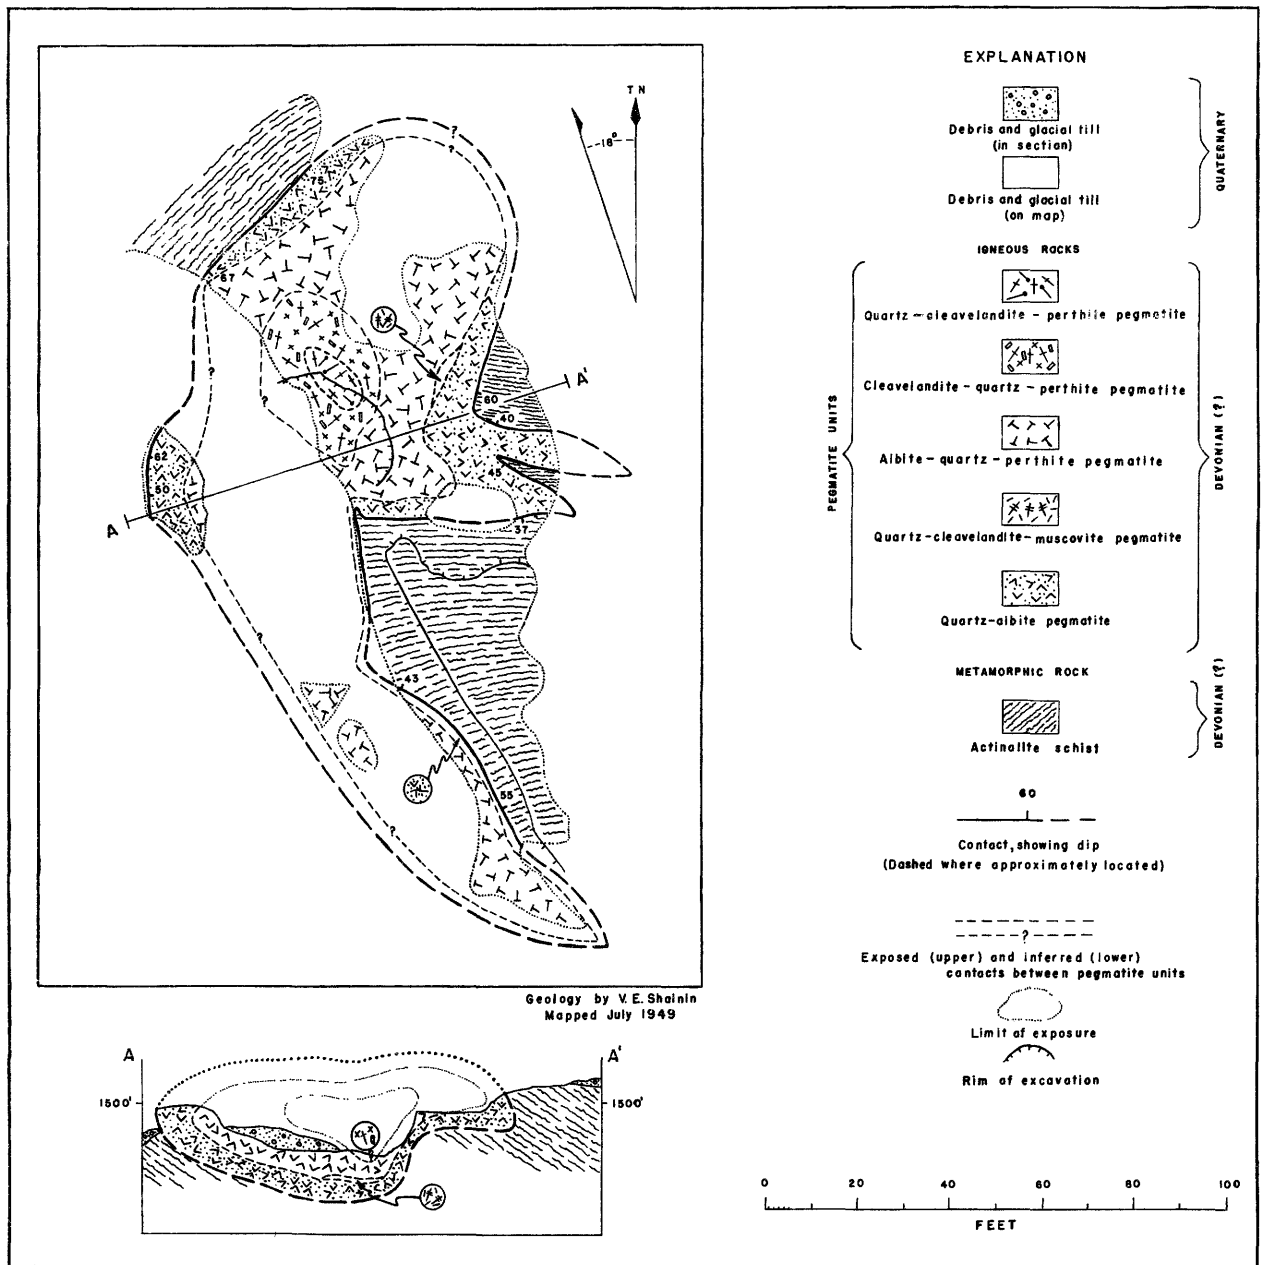 TN
18°
75
67
?
?
?
?
60
A'
40
62
45
50
A
37
?
43
55
?
Geology by V. E. Shainin
Mapped July 1949
A
A'
1500'
1500'
EXPLANATION
Debris and glacial till
(in section)
Debris and glacial till
(on map)
QUATERNARY
IGNEOUS ROCKS
Quartz-cleavelandite-perthite pegmatite
Cleavelandite-quartz-perthite pegmatite
Albite-quartz-perthite pegmatite
Quartz-cleavelandite-muscovite pegmatite
Quartz-albite pegmatite
PEGMATITE UNITS
DEVONIAN (?)
METAMORPHIC ROCK
Actinolite schist
DEVONIAN (?)
60
Contact, showing dip
(Dashed where approximately located)
?
Exposed (upper) and inferred (lower)
contacts between pegmatite units
Limit of exposure
Rim of excavation
0 20 40 60 80 100
FEET